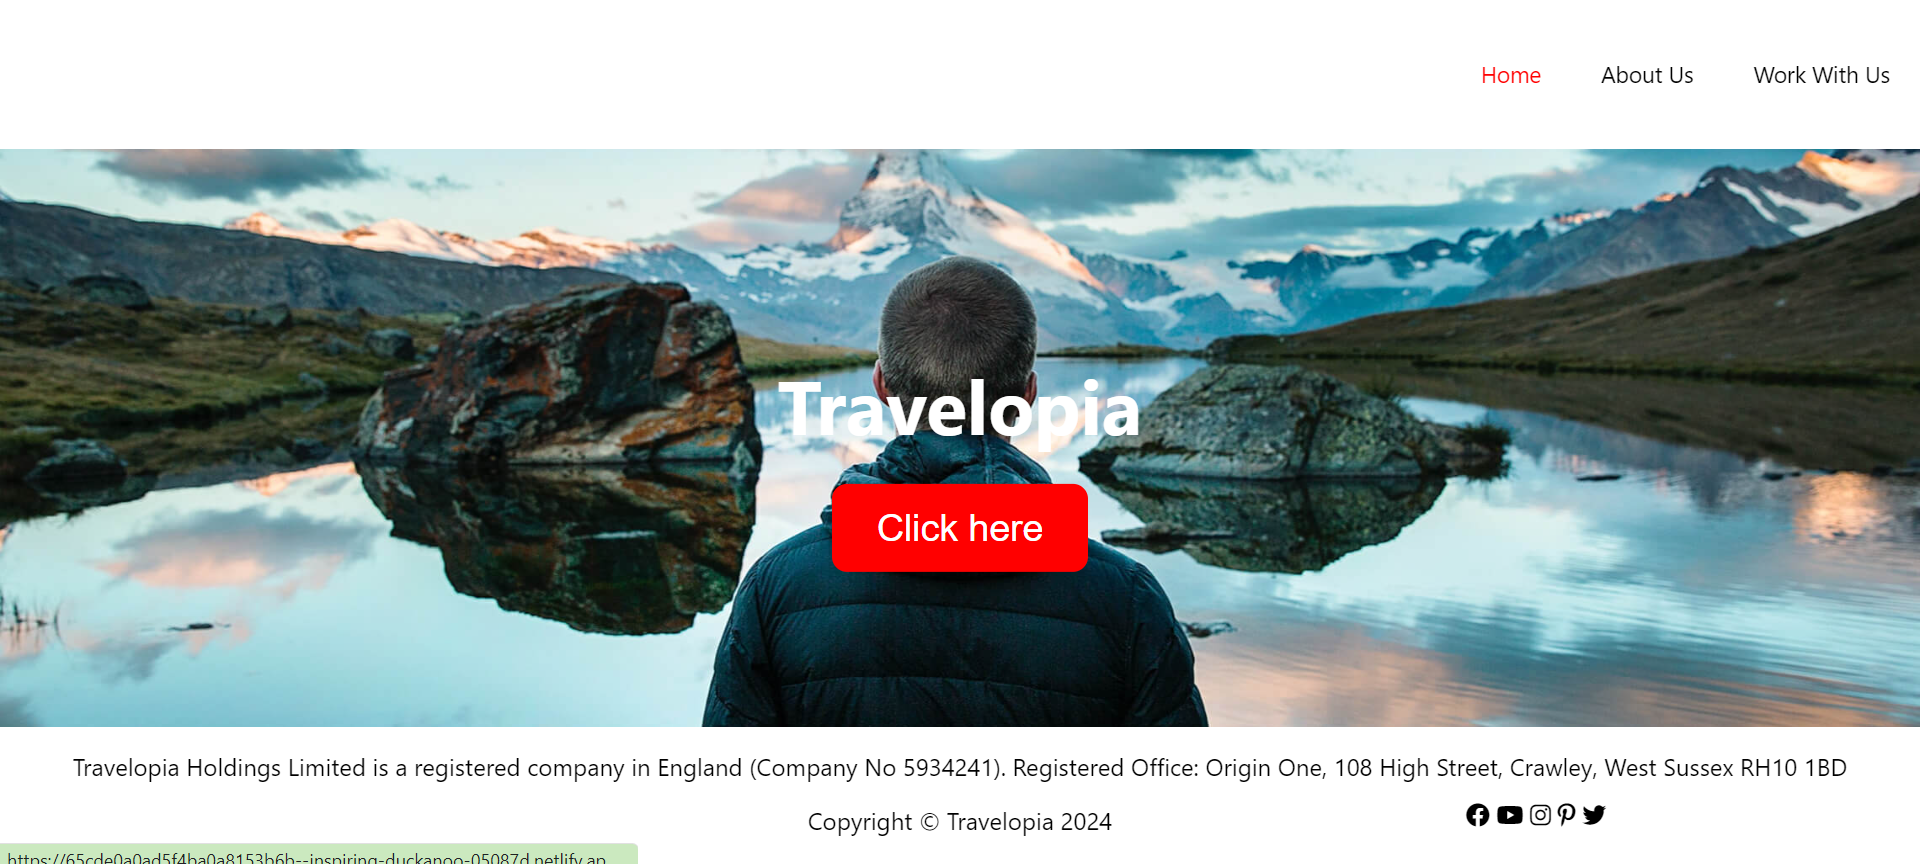 Home About Us Work With Us
Travelopia
Click here
Travelopia Holdings Limited is a registered company in England (Company No 5934241). Registered Office: Origin One, 108 High Street, Crawley, West Sussex RH10 1BD
Copyright © Travelopia 2024
https://65cde0a0ad5f4ba0a8153b6b--inspiring-duckanoo-05087d.netlify.ap